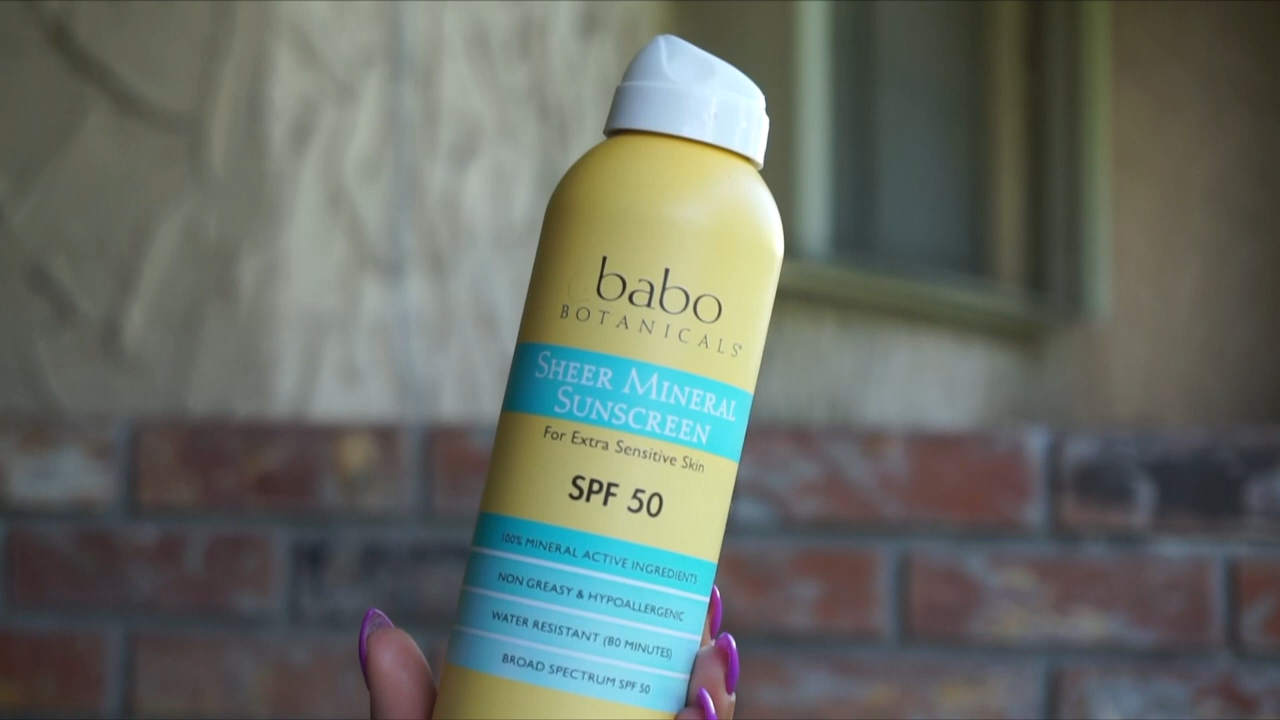 babo
BOTANICALS®
SHEER MINERAL
SUNSCREEN
For Extra Sensitive Skin
SPF 50
100% MINERAL ACTIVE INGREDIENTS
NON GREASY & HYPOALLERGENIC
WATER RESISTANT (80 MINUTES)
BROAD SPECTRUM SPF 50